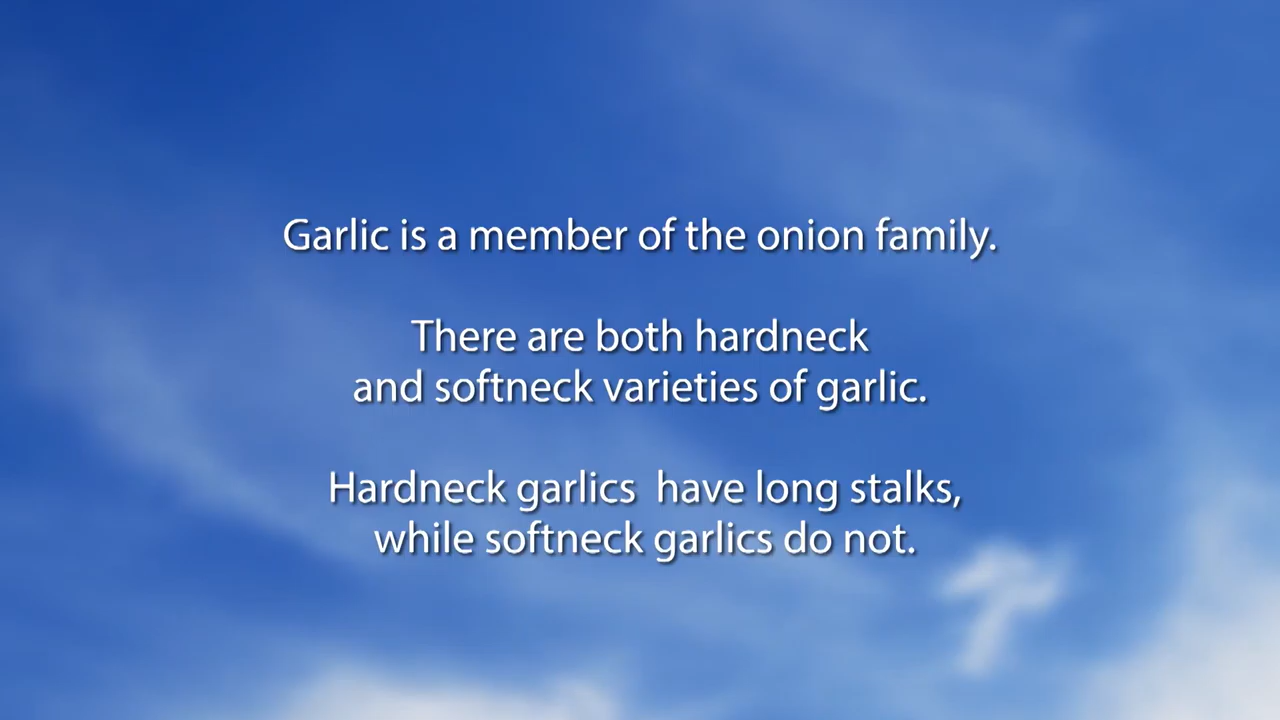 Garlic is a member of the onion family.
There are both hardneck
and softneck varieties of garlic.
Hardneck garlics  have long stalks,
while softneck garlics do not.